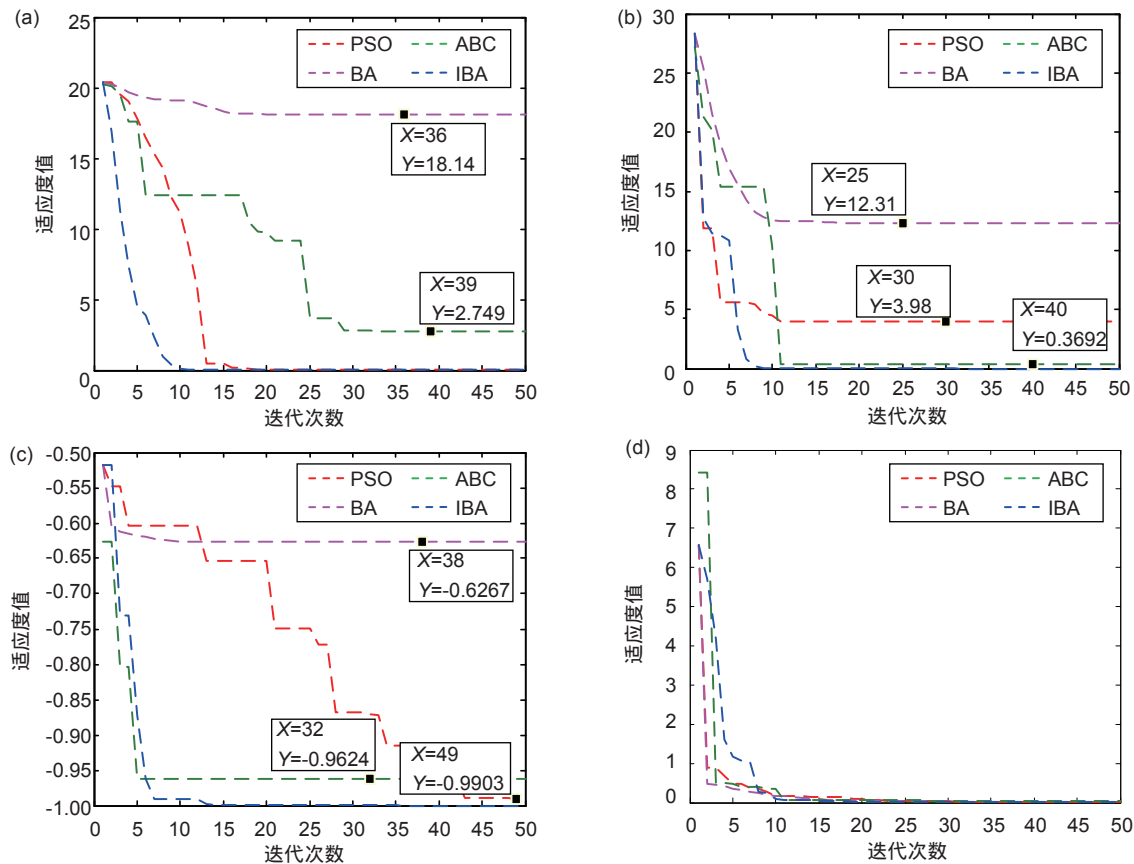 (a)
25
20
15
10
5
0
0 5 10 15 20 25 30 35 40 45 50
适应度值
迭代次数
PSO ABC
BA IBA
X=36
Y=18.14
X=39
Y=2.749
(b)
30
25
20
15
10
5
0
0 5 10 15 20 25 30 35 40 45 50
适应度值
迭代次数
PSO ABC
BA IBA
X=25
Y=12.31
X=30
Y=3.98
X=40
Y=0.3692
(c)
-0.50
-0.55
-0.60
-0.65
-0.70
-0.75
-0.80
-0.85
-0.90
-0.95
-1.00
0 5 10 15 20 25 30 35 40 45 50
适应度值
迭代次数
PSO ABC
BA IBA
X=38
Y=-0.6267
X=32
Y=-0.9624
X=49
Y=-0.9903
(d)
9
8
7
6
5
4
3
2
1
0
0 5 10 15 20 25 30 35 40 45 50
适应度值
迭代次数
PSO ABC
BA IBA